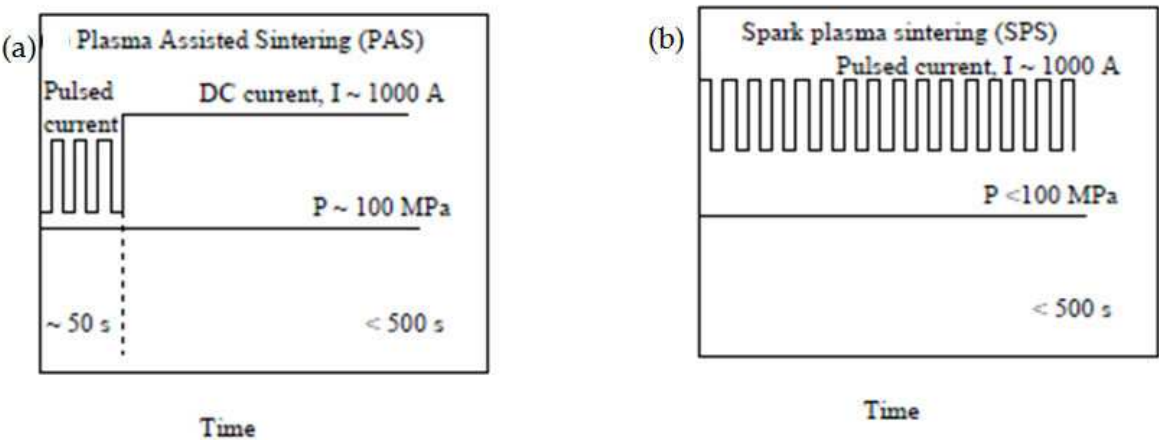 (a)
Plasma Assisted Sintering (PAS)
Pulsed
current
DC current, I ~ 1000 A
P ~ 100 MPa
~ 50 s
< 500 s
Time
(b)
Spark plasma sintering (SPS)
Pulsed current, I ~ 1000 A
P <100 MPa
< 500 s
Time